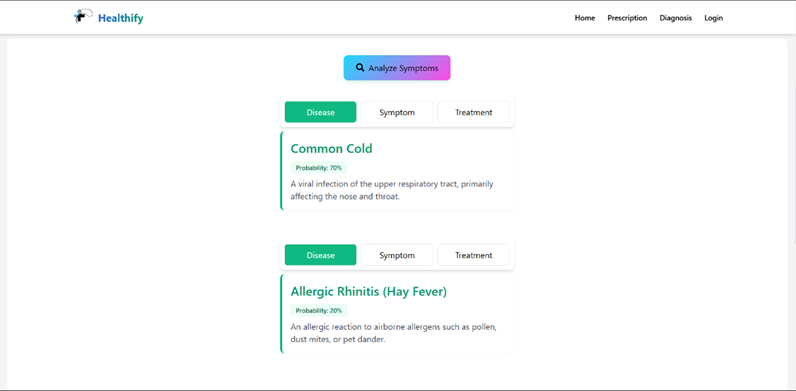 Healthify
Home Prescription Diagnosis Login
Analyze Symptoms
Disease Symptom Treatment
Common Cold
Probability: 70%
A viral infection of the upper respiratory tract, primarily
affecting the nose and throat.
Disease Symptom Treatment
Allergic Rhinitis (Hay Fever)
Probability: 20%
An allergic reaction to airborne allergens such as pollen,
dust mites, or pet dander.